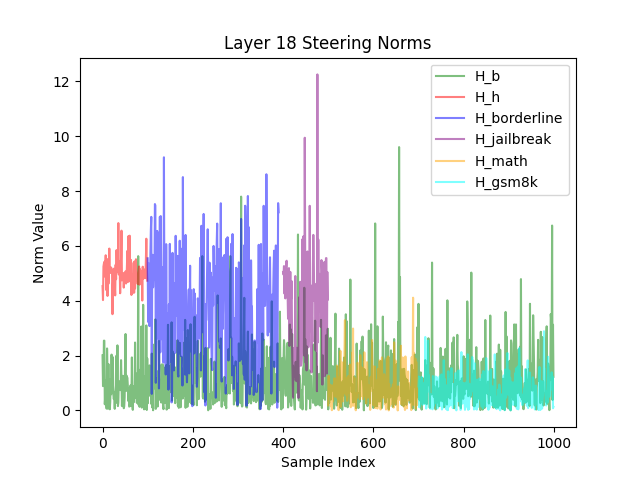 Layer 18 Steering Norms
H_b
H_h
H_borderline
H_jailbreak
H_math
H_gsm8k
Norm Value
12
10
8
6
4
2
0
0 200 400 600 800 1000
Sample Index